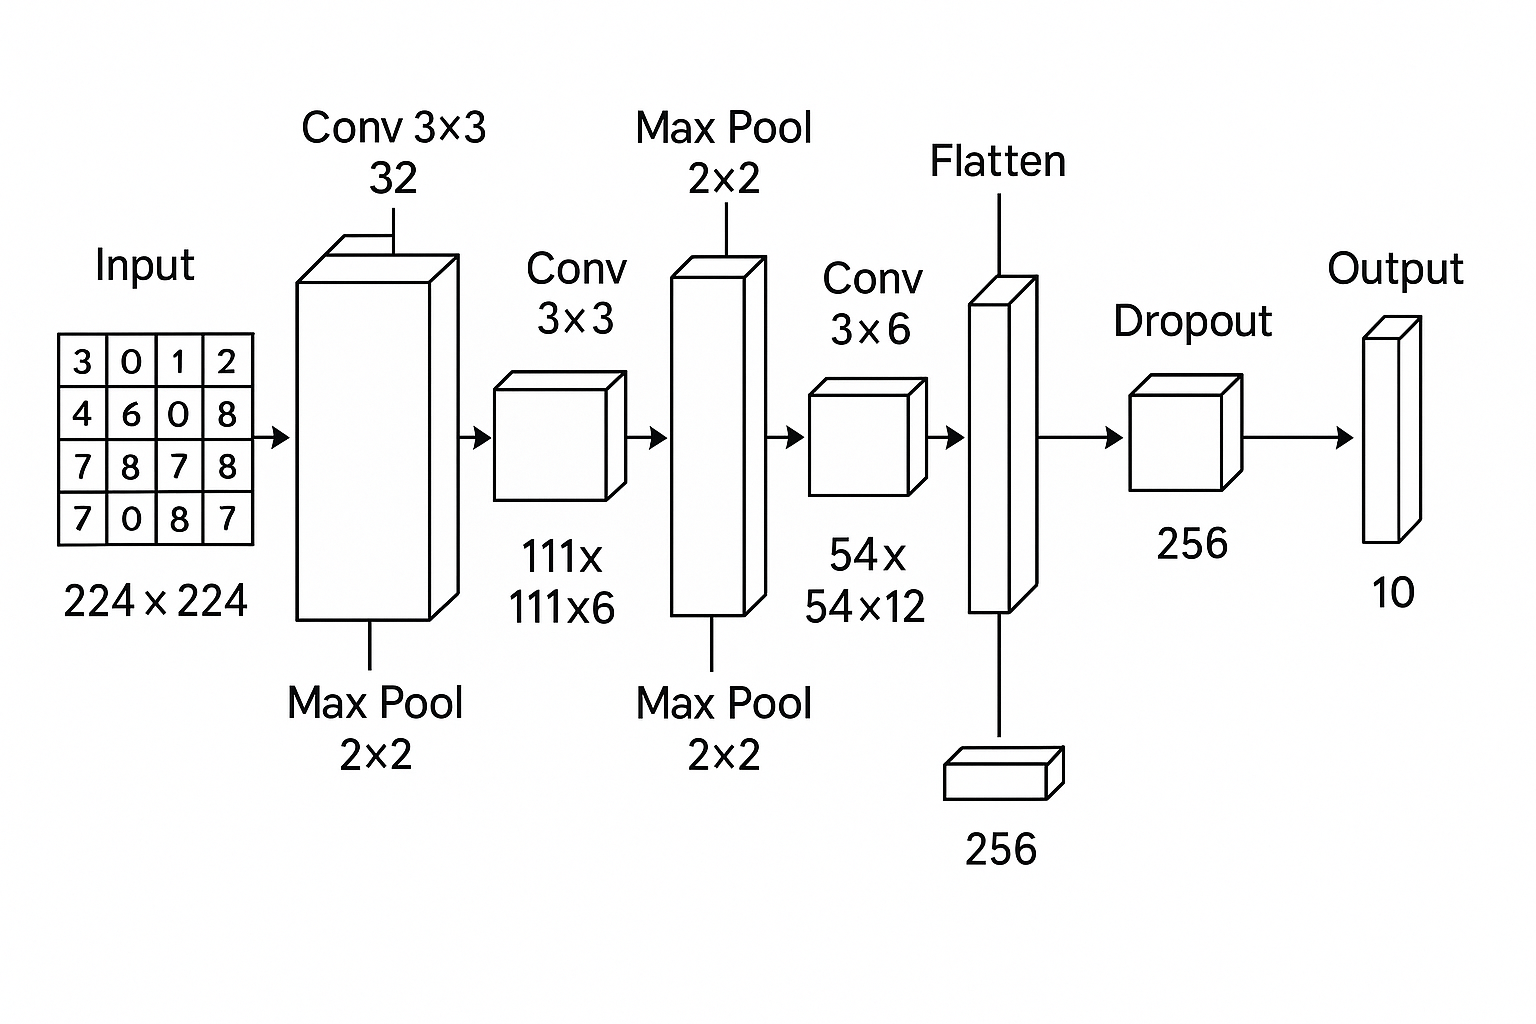 Input
3 0 1 2
4 6 0 8
7 8 7 8
7 0 8 7
224 × 224
Conv 3×3
32
Max Pool
2×2
Conv
3×3
111x
111x6
Max Pool
2×2
Max Pool
2×2
Conv
3×6
54x
54×12
Flatten
256
Dropout
256
Output
10